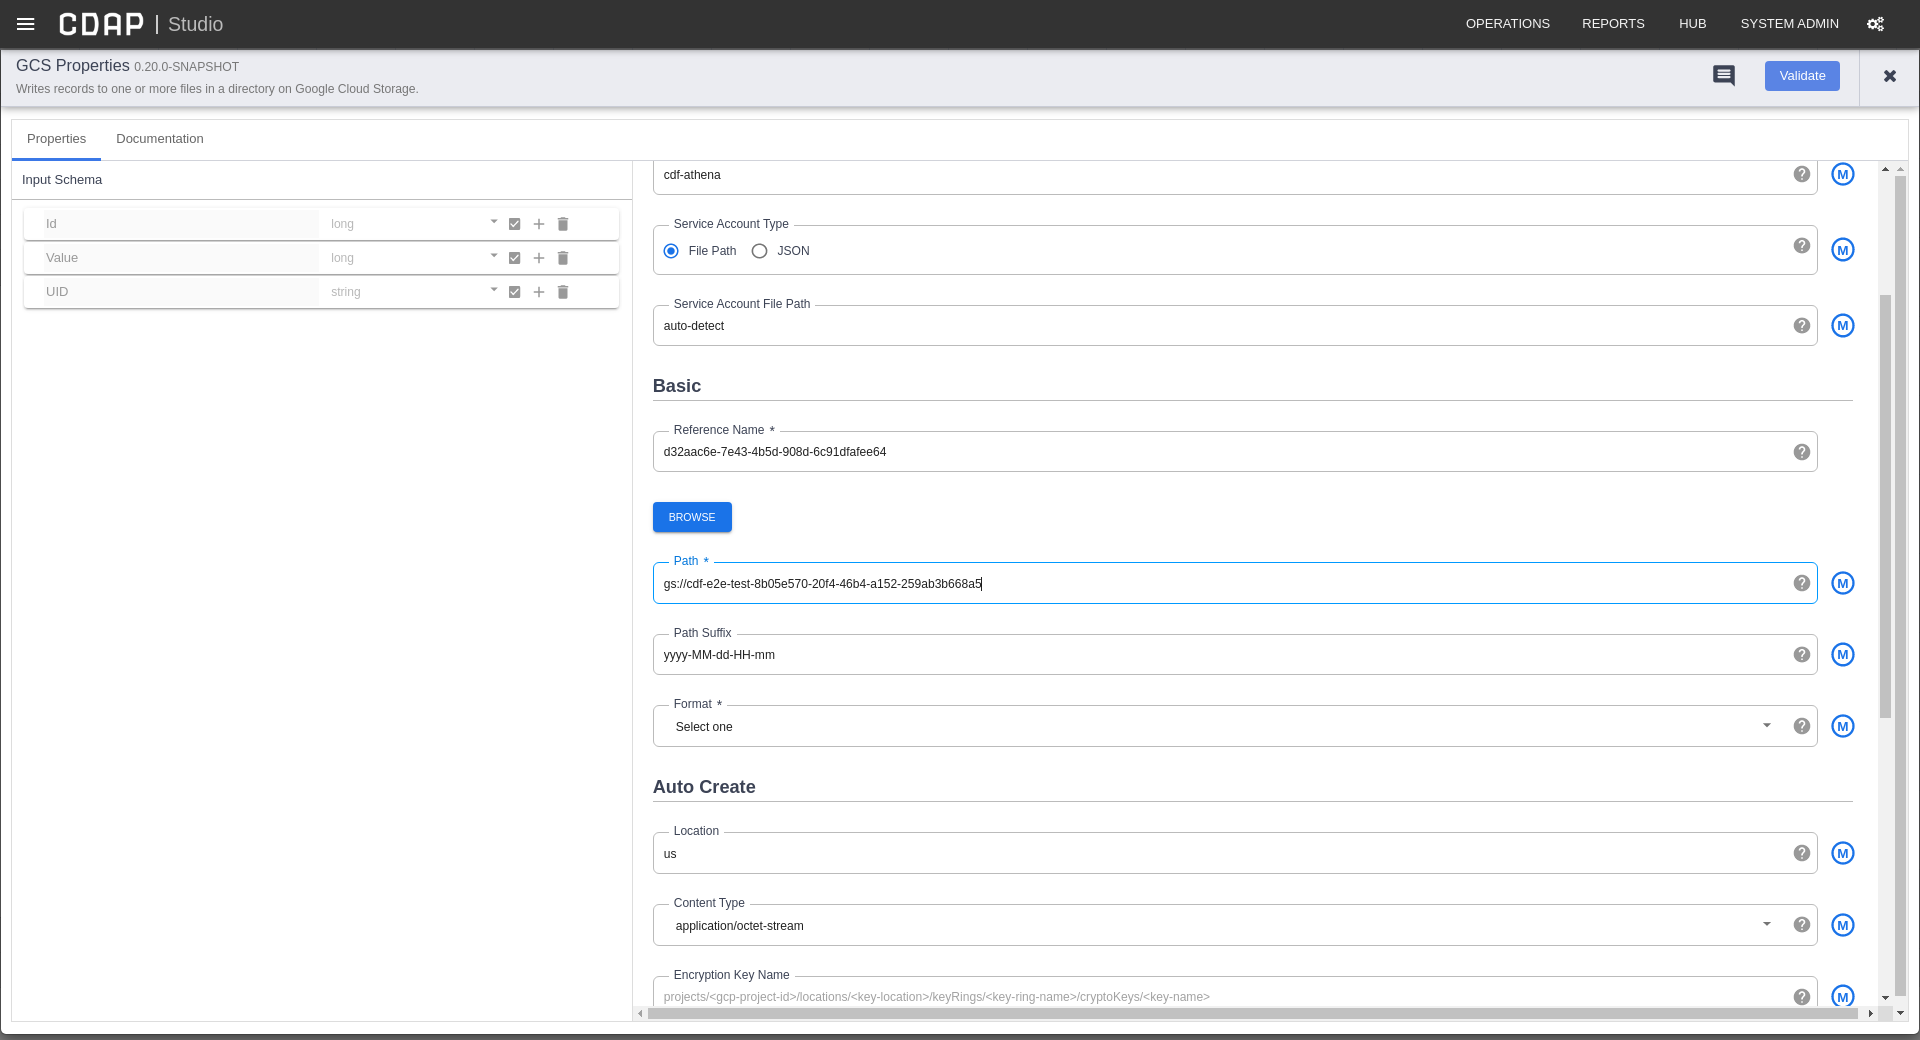 CDAP | Studio
OPERATIONS REPORTS HUB SYSTEM ADMIN
GCS Properties 0.20.0-SNAPSHOT
Writes records to one or more files in a directory on Google Cloud Storage.
Validate
Properties Documentation
Input Schema
Id long
Value long
UID string
cdf-athena
M
Service Account Type
File Path JSON
M
Service Account File Path
auto-detect
M
Basic
Reference Name *
d32aac6e-7e43-4b5d-908d-6c91dfafee64
BROWSE
Path *
gs://cdf-e2e-test-8b05e570-20f4-46b4-a152-259ab3b668a5
M
Path Suffix
yyyy-MM-dd-HH-mm
M
Format *
Select one
M
Auto Create
Location
us
M
Content Type
application/octet-stream
M
Encryption Key Name
projects/<gcp-project-id>/locations/<key-location>/keyRings/<key-ring-name>/cryptoKeys/<key-name>
M